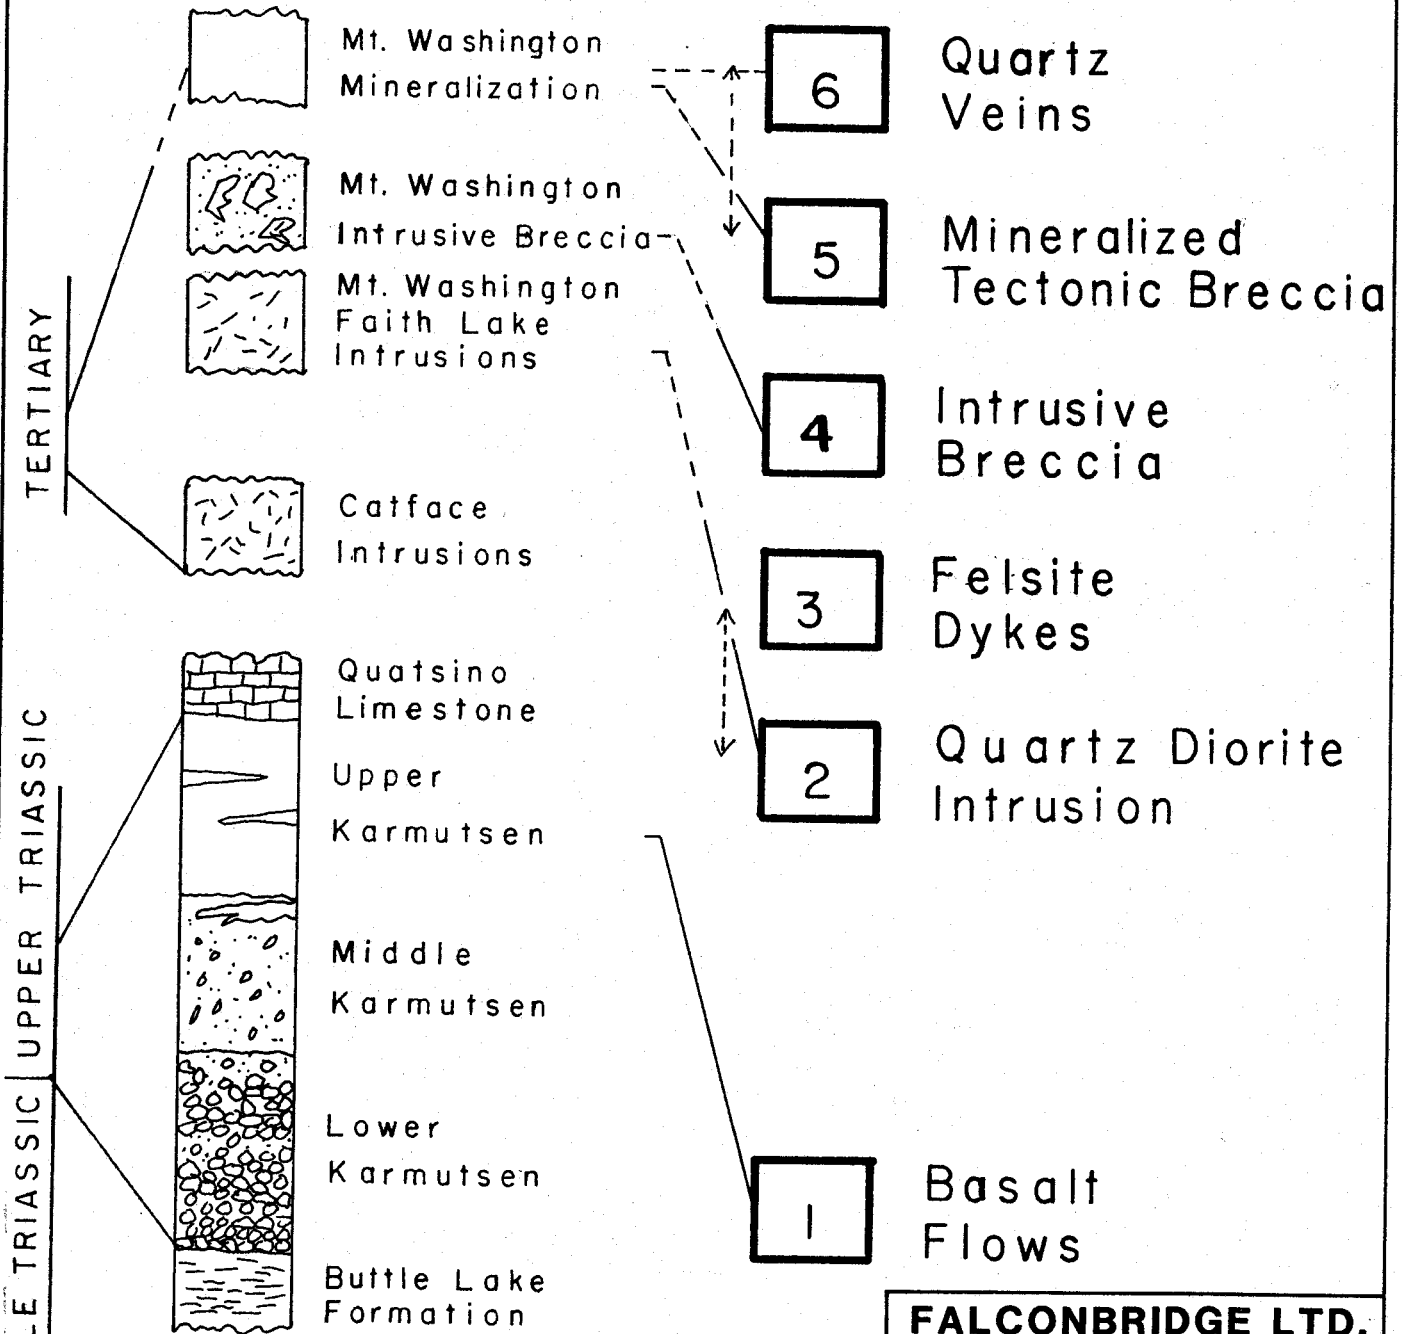 Mt. Washington
Mineralization
Mt. Washington
Intrusive Breccia
Mt. Washington
Faith Lake
Intrusions
Catface
Intrusions
Quatsino
Limestone
Upper
Karmutsen
Middle
Karmutsen
Lower
Karmutsen
Buttle Lake
Formation
TERTIARY
UPPER TRIASSIC
LE TRIASSIC
6
Quartz
Veins
5
Mineralized
Tectonic Breccia
4
Intrusive
Breccia
3
Felsite
Dykes
2
Quartz Diorite
Intrusion
1
Basalt
Flows
FALCONBRIDGE LTD.